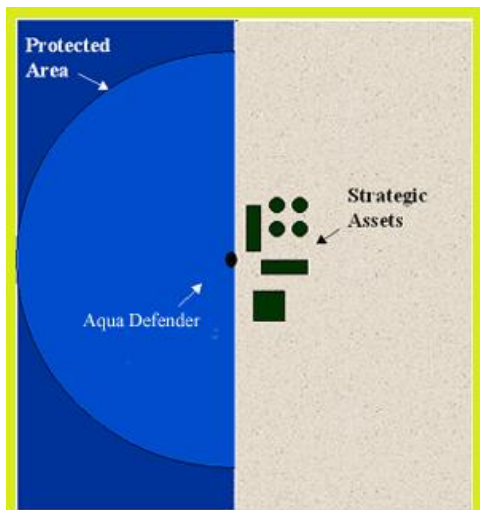 Protected
Area
Strategic
Assets
Aqua Defender